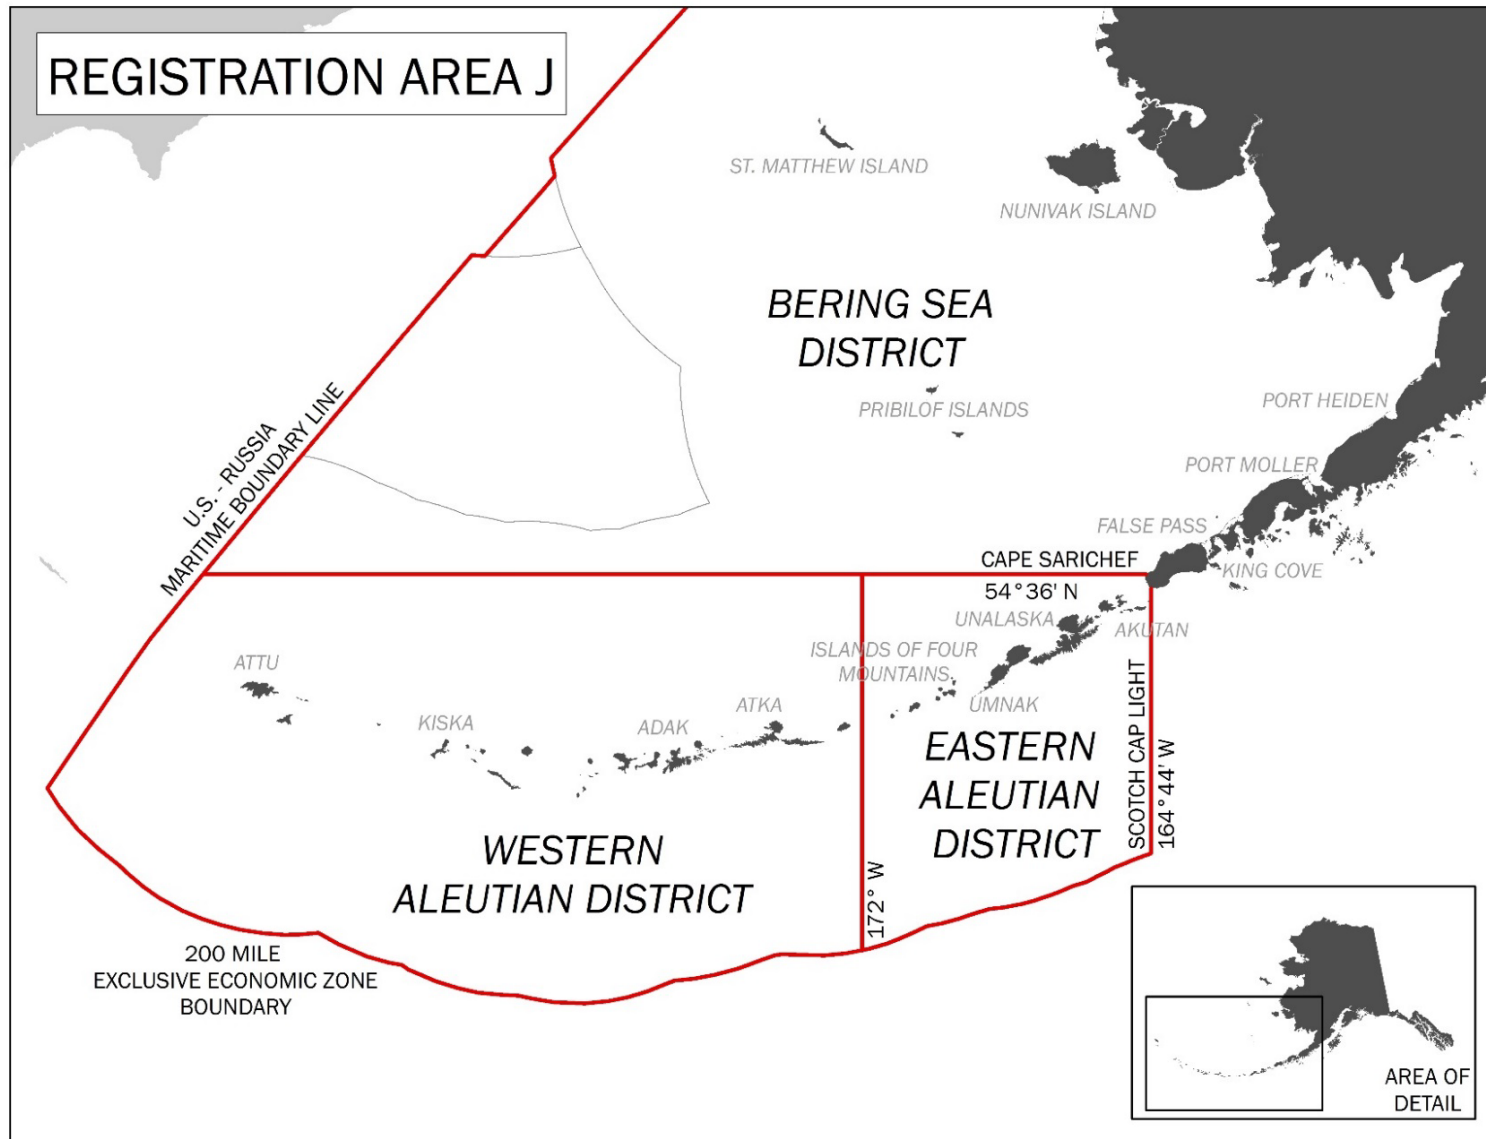 REGISTRATION AREA J
ST. MATTHEW ISLAND
NUNIVAK ISLAND
BERING SEA
DISTRICT
PRIBILOF ISLANDS
PORT HEIDEN
PORT MOLLER
FALSE PASS
KING COVE
U.S. - RUSSIA
MARITIME BOUNDARY LINE
CAPE SARICHEF
54°36' N
UNALASKA
AKUTAN
ISLANDS OF FOUR
MOUNTAINS
UMNAK
ATTU
KISKA
ADAK
ATKA
EASTERN
ALEUTIAN
DISTRICT
SCOTCH CAP LIGHT
164°44' W
WESTERN
ALEUTIAN DISTRICT
172° W
200 MILE
EXCLUSIVE ECONOMIC ZONE
BOUNDARY
AREA OF
DETAIL